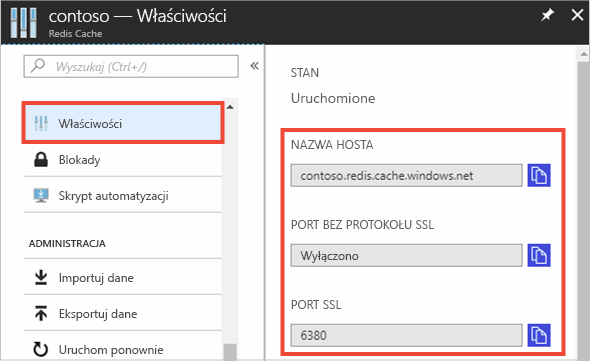 contoso — Właściwości
Redis Cache
Wyszukaj (Ctrl+/)
Właściwości
Blokady
Skrypt automatyzacji
ADMINISTRACJA
Importuj dane
Eksportuj dane
Uruchom ponownie
STAN
Uruchomione
NAZWA HOSTA
contoso.redis.cache.windows.net
PORT BEZ PROTOKOŁU SSL
Wyłączono
PORT SSL
6380